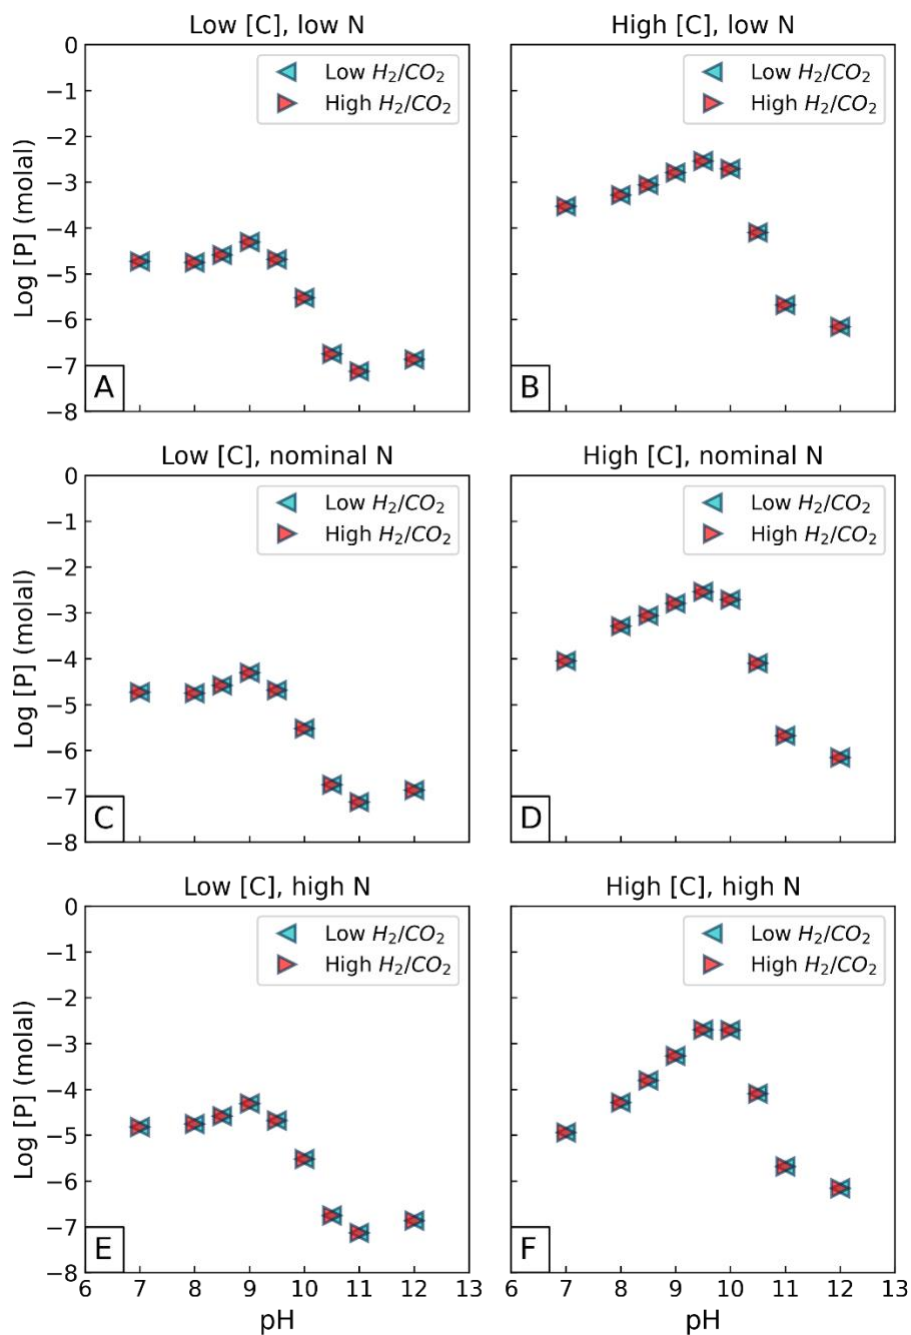 Low [C], low N
0
−1
−2
−3
−4
−5
−6
−7
−8
Log [P] (molal)
Low H₂/CO₂
High H₂/CO₂
A
High [C], low N
Low H₂/CO₂
High H₂/CO₂
B
Low [C], nominal N
0
−1
−2
−3
−4
−5
−6
−7
−8
Log [P] (molal)
Low H₂/CO₂
High H₂/CO₂
C
High [C], nominal N
Low H₂/CO₂
High H₂/CO₂
D
Low [C], high N
0
−1
−2
−3
−4
−5
−6
−7
−8
Log [P] (molal)
Low H₂/CO₂
High H₂/CO₂
E
6 7 8 9 10 11 12 13
pH
High [C], high N
Low H₂/CO₂
High H₂/CO₂
F
6 7 8 9 10 11 12 13
pH